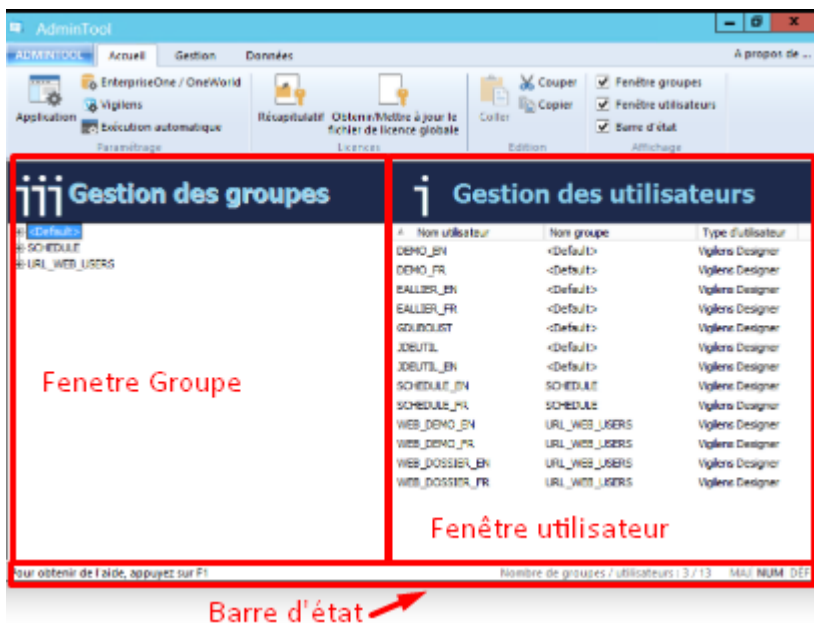 AdminTool
ADMINTOOL Accueil Gestion Données A propos de ...
Application
EnterpriseOne / OneWorld
Vigilens
Exécution automatique
Paramétrage
Récapitulatif
Obtenir/Mettre à jour le
fichier de licence globale
Licences
Coller
Couper
Copier
Edition
Fenêtre groupes
Fenêtre utilisateurs
Barre d'état
Affichage
Gestion des groupes
<Default>
SCHEDULE
URL_WEB_USERS
Fenetre Groupe
Gestion des utilisateurs
Nom utilisateur Nom groupe Type d'utilisateur
DEMO_EN <Default> Vigilens Designer
DEMO_FR <Default> Vigilens Designer
EALLIER_EN <Default> Vigilens Designer
EALLIER_FR <Default> Vigilens Designer
<Default> Vigilens Designer
JDEUTIL <Default> Vigilens Designer
JDEUTIL_EN <Default> Vigilens Designer
SCHEDULE_EN SCHEDULE Vigilens Designer
SCHEDULE_FR SCHEDULE Vigilens Designer
WEB_DEMO_EN URL_WEB_USERS Vigilens Designer
WEB_DEMO_FR URL_WEB_USERS Vigilens Designer
WEB_DOSSIER_EN URL_WEB_USERS Vigilens Designer
WEB_DOSSIER_FR URL_WEB_USERS Vigilens Designer
Fenêtre utilisateur
Pour obtenir de l'aide, appuyez sur F1 Nombre de groupes / utilisateurs : 3 / 13 MAJ NUM DÉF
Barre d'état